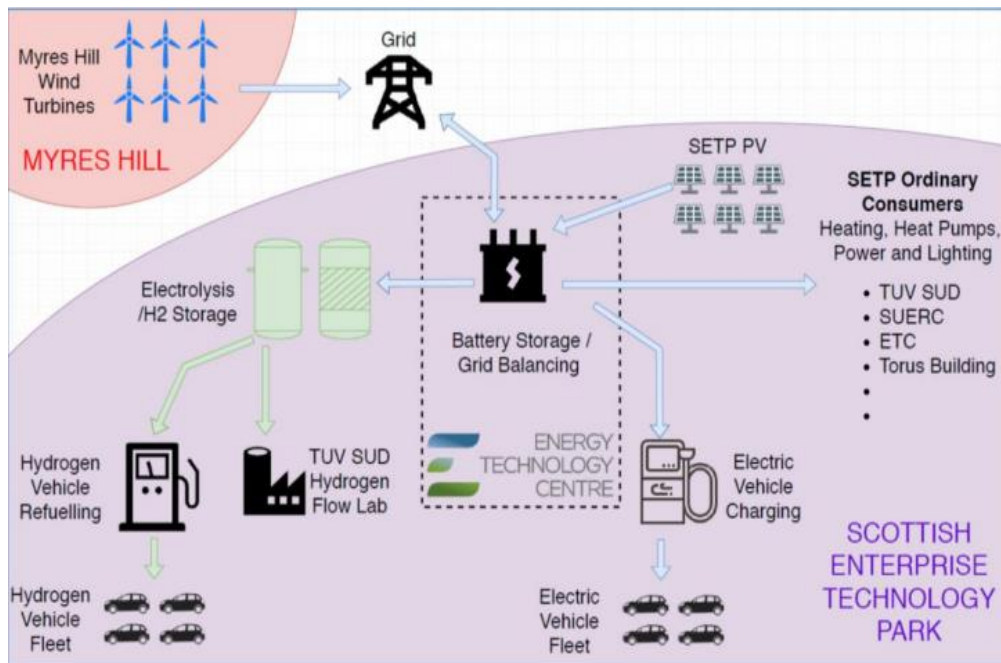 Myres Hill
Wind
Turbines
MYRES HILL
Grid
SETP PV
SETP Ordinary
Consumers
Heating, Heat Pumps,
Power and Lighting
• TUV SUD
• SUERC
• ETC
• Torus Building
•
•
Electrolysis
/H2 Storage
Battery Storage /
Grid Balancing
ENERGY
TECHNOLOGY
CENTRE
Hydrogen
Vehicle
Refuelling
TUV SUD
Hydrogen
Flow Lab
Electric
Vehicle
Charging
SCOTTISH
ENTERPRISE
TECHNOLOGY
PARK
Hydrogen
Vehicle
Fleet
Electric
Vehicle
Fleet